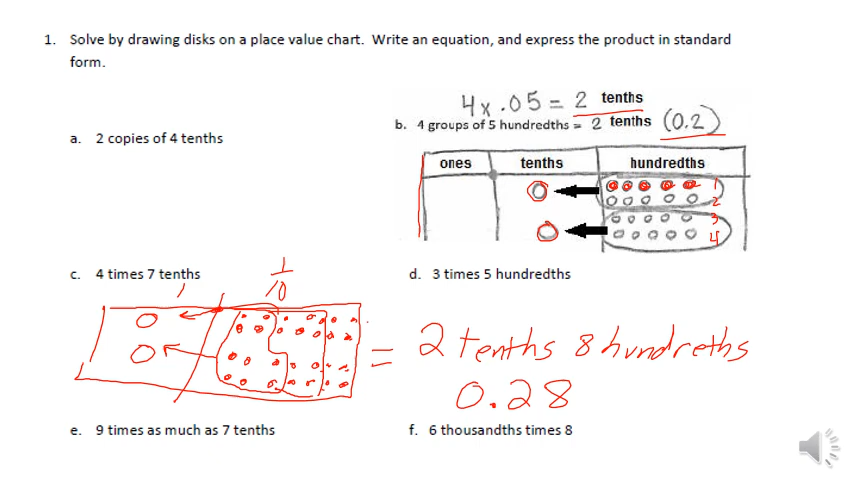 1. Solve by drawing disks on a place value chart. Write an equation, and express the product in standard
form.
4 x .05 = 2 tenths
a. 2 copies of 4 tenths
b. 4 groups of 5 hundredths = 2 tenths (0.2)
ones tenths hundredths
1
2
3
4
c. 4 times 7 tenths
d. 3 times 5 hundredths
1 1/10
= 2 tenths 8 hundreths
0.28
e. 9 times as much as 7 tenths
f. 6 thousandths times 8